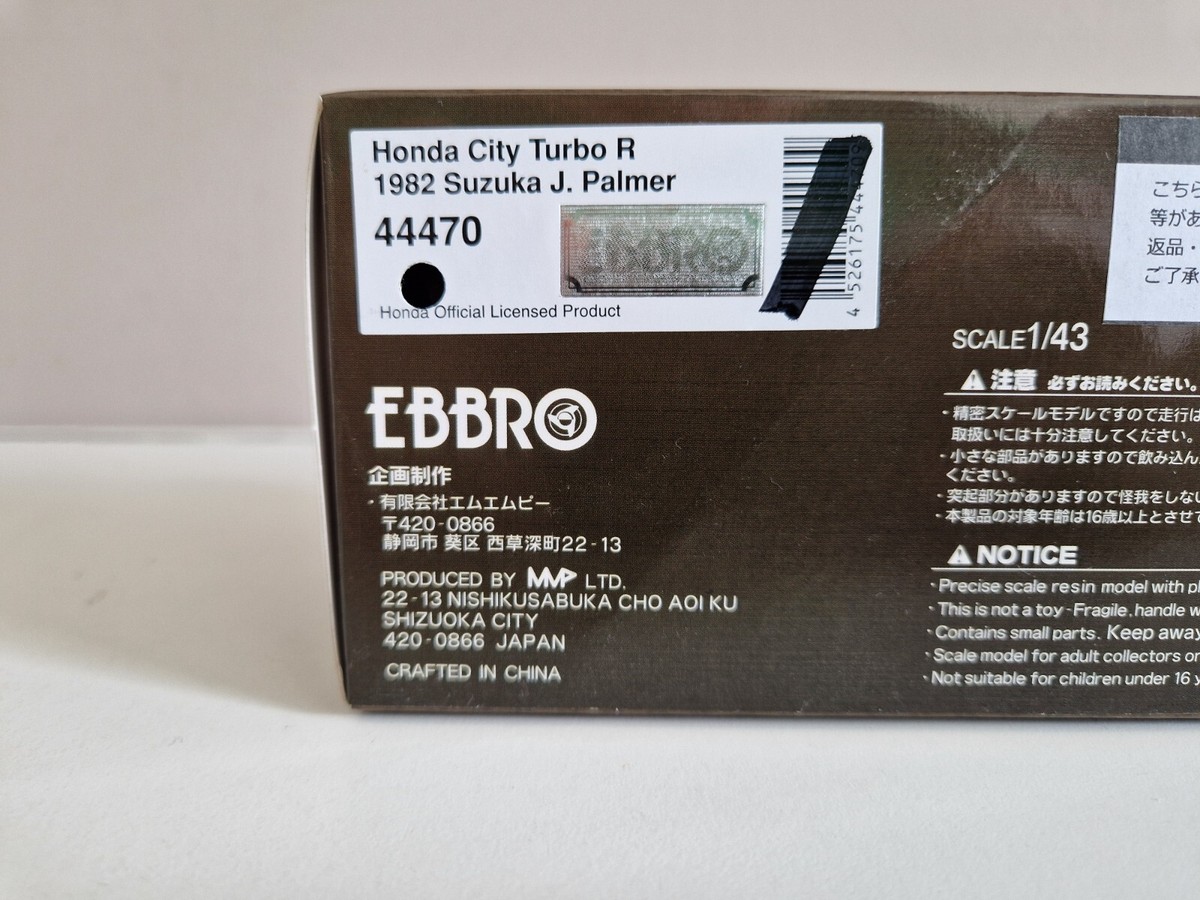 Honda City Turbo R
1982 Suzuka J. Palmer
44470
EBBRO
Honda Official Licensed Product
4 526175 444
こちら
等があ
返品・
ご了承
SCALE1/43
注意 必ずお読みください。
・精密スケールモデルですので走行は
取扱いには十分注意してください。
・小さな部品がありますので飲み込ん
ください。
・突起部分がありますので怪我をしない
・本製品の対象年齢は16歳以上とさせて
NOTICE
・Precise scale resin model with pl
・This is not a toy-Fragile, handle w
・Contains small parts. Keep away
・Scale model for adult collectors on
・Not suitable for children under 16 y
EBBRO
企画制作
・有限会社エムエムピー
〒420-0866
静岡市 葵区 西草深町22-13
PRODUCED BY MMP LTD.
22-13 NISHIKUSABUKA CHO AOI KU
SHIZUOKA CITY
420-0866 JAPAN
CRAFTED IN CHINA